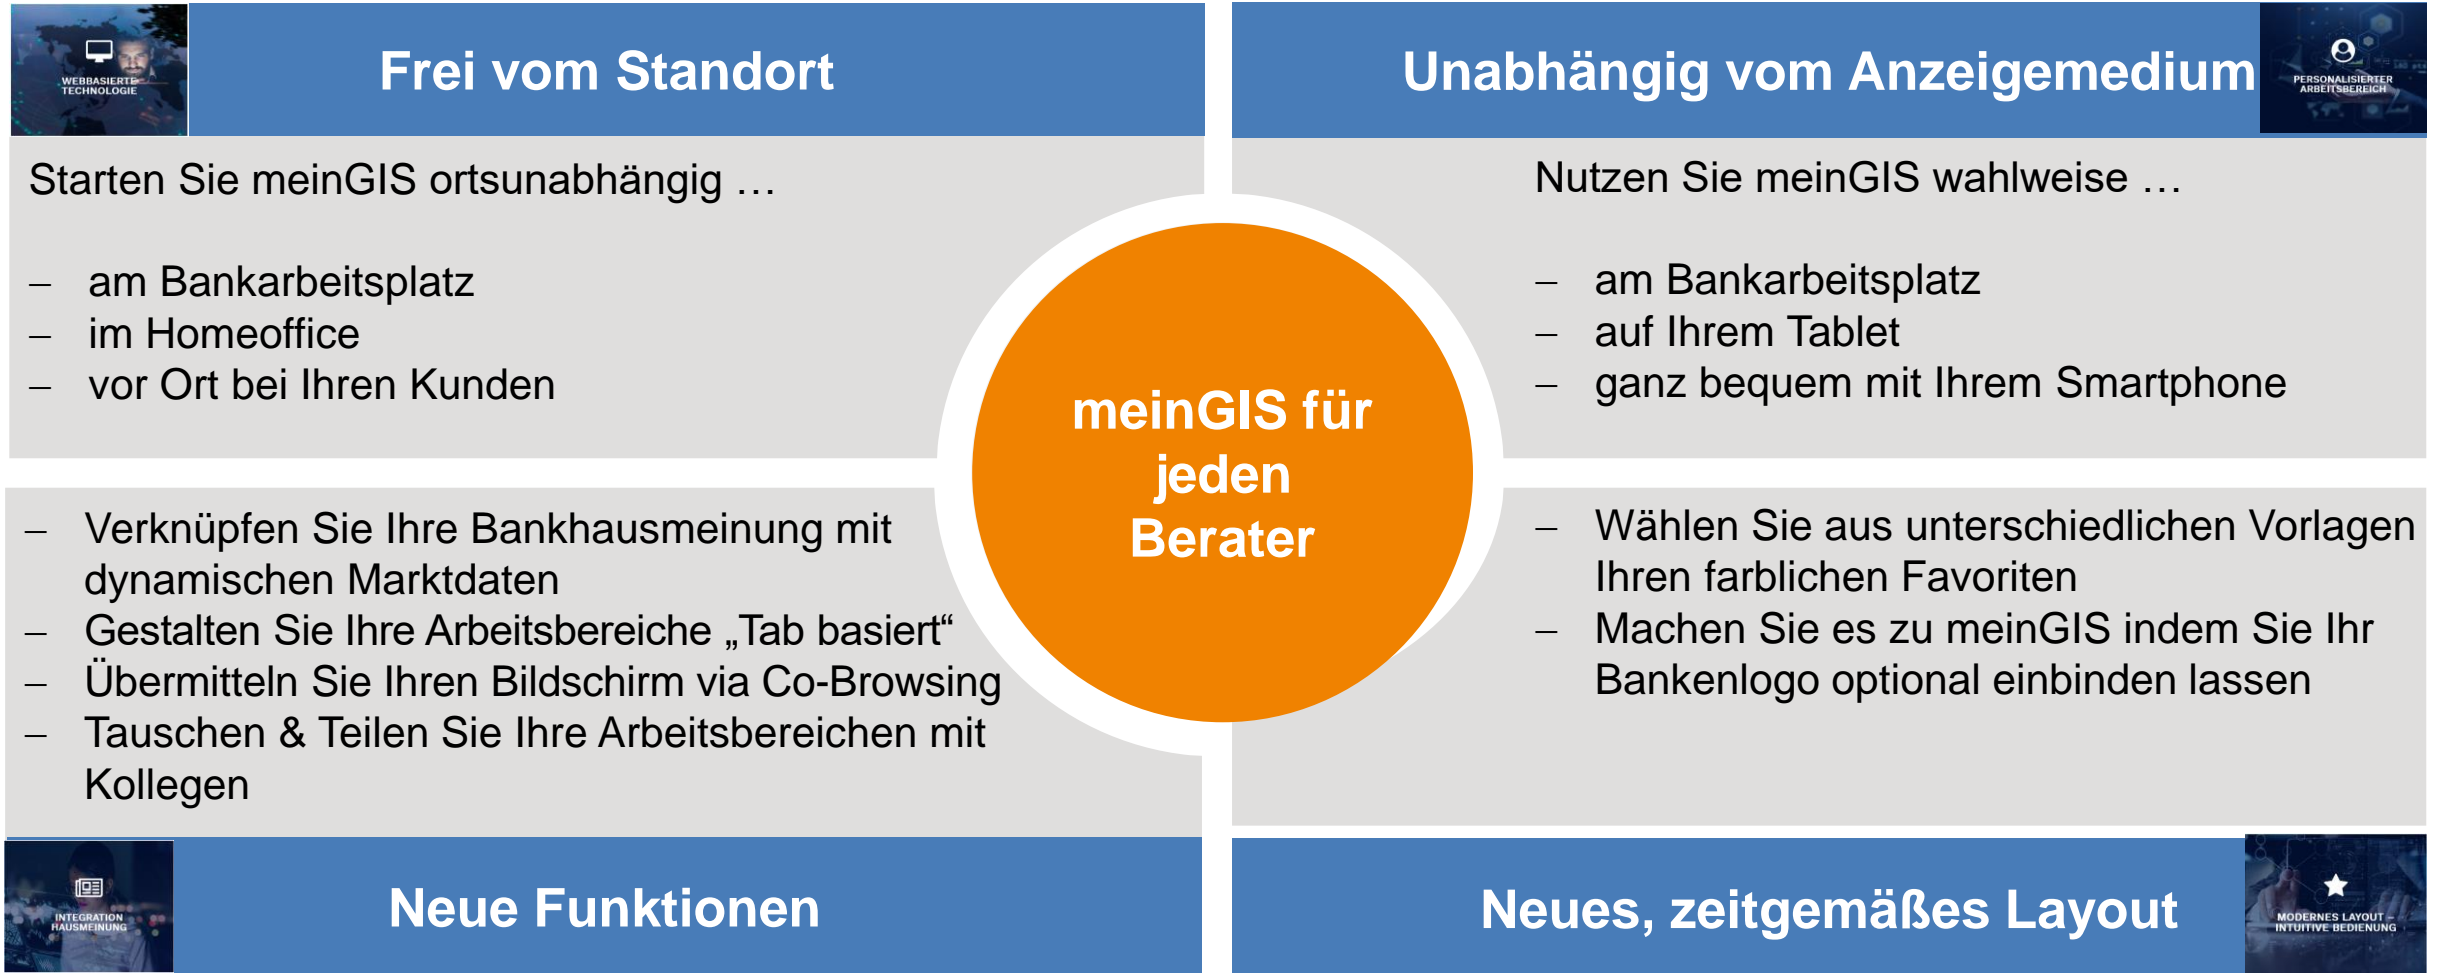 WEBBASIERTE
TECHNOLOGIE
Frei vom Standort
Starten Sie meinGIS ortsunabhängig …
– am Bankarbeitsplatz
– im Homeoffice
– vor Ort bei Ihren Kunden
Unabhängig vom Anzeigemedium
PERSONALISIERTER
ARBEITSBEREICH
Nutzen Sie meinGIS wahlweise …
– am Bankarbeitsplatz
– auf Ihrem Tablet
– ganz bequem mit Ihrem Smartphone
meinGIS für
jeden
Berater
– Verknüpfen Sie Ihre Bankhausmeinung mit
dynamischen Marktdaten
– Gestalten Sie Ihre Arbeitsbereiche „Tab basiert“
– Übermitteln Sie Ihren Bildschirm via Co-Browsing
– Tauschen & Teilen Sie Ihre Arbeitsbereichen mit
Kollegen
INTEGRATION
HAUSMEINUNG
Neue Funktionen
– Wählen Sie aus unterschiedlichen Vorlagen
Ihren farblichen Favoriten
– Machen Sie es zu meinGIS indem Sie Ihr
Bankenlogo optional einbinden lassen
Neues, zeitgemäßes Layout
MODERNES LAYOUT –
INTUITIVE BEDIENUNG